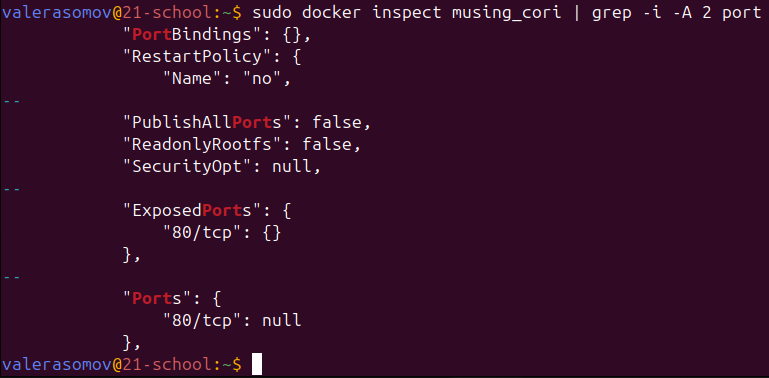 valerasomov@21-school:~$ sudo docker inspect musing_cori | grep -i -A 2 port
            "PortBindings": {},
            "RestartPolicy": {
                "Name": "no",
--
            "PublishAllPorts": false,
            "ReadonlyRootfs": false,
            "SecurityOpt": null,
--
            "ExposedPorts": {
                "80/tcp": {}
            },
--
            "Ports": {
                "80/tcp": null
            },
valerasomov@21-school:~$